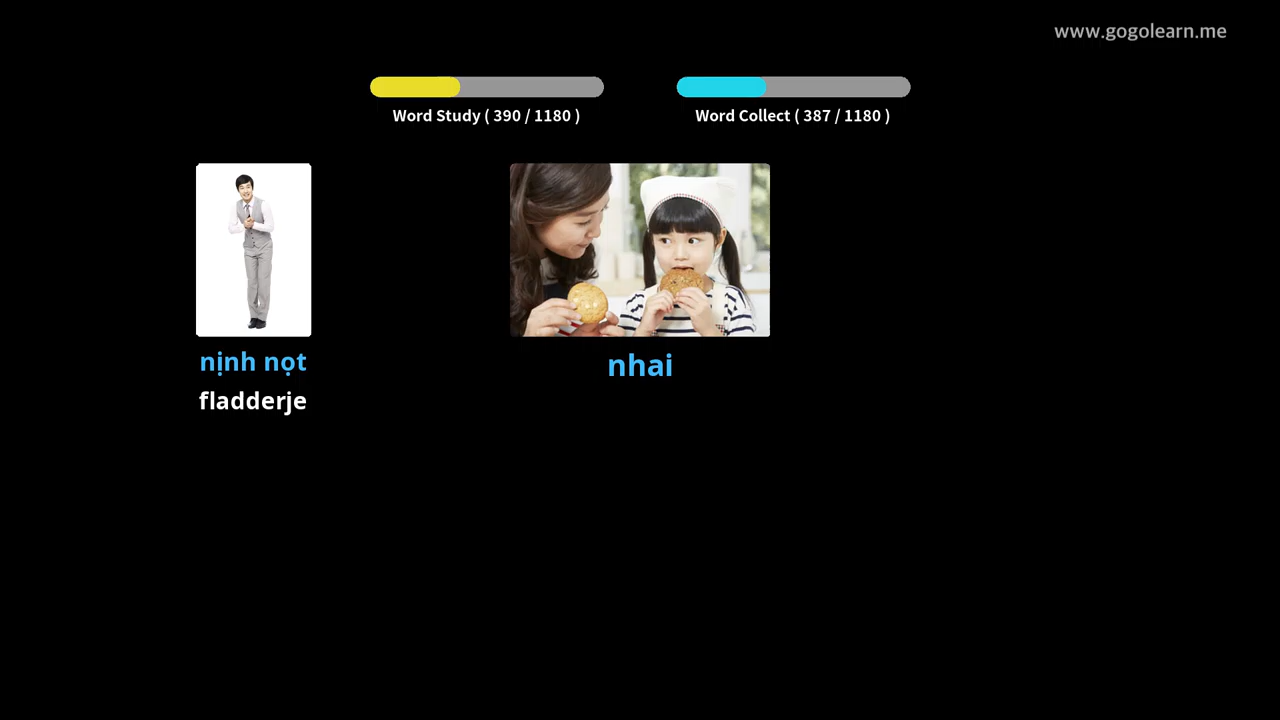 www.gogolearn.me
Word Study ( 390 / 1180 )
Word Collect ( 387 / 1180 )
nịnh nọt
fladderje
nhai